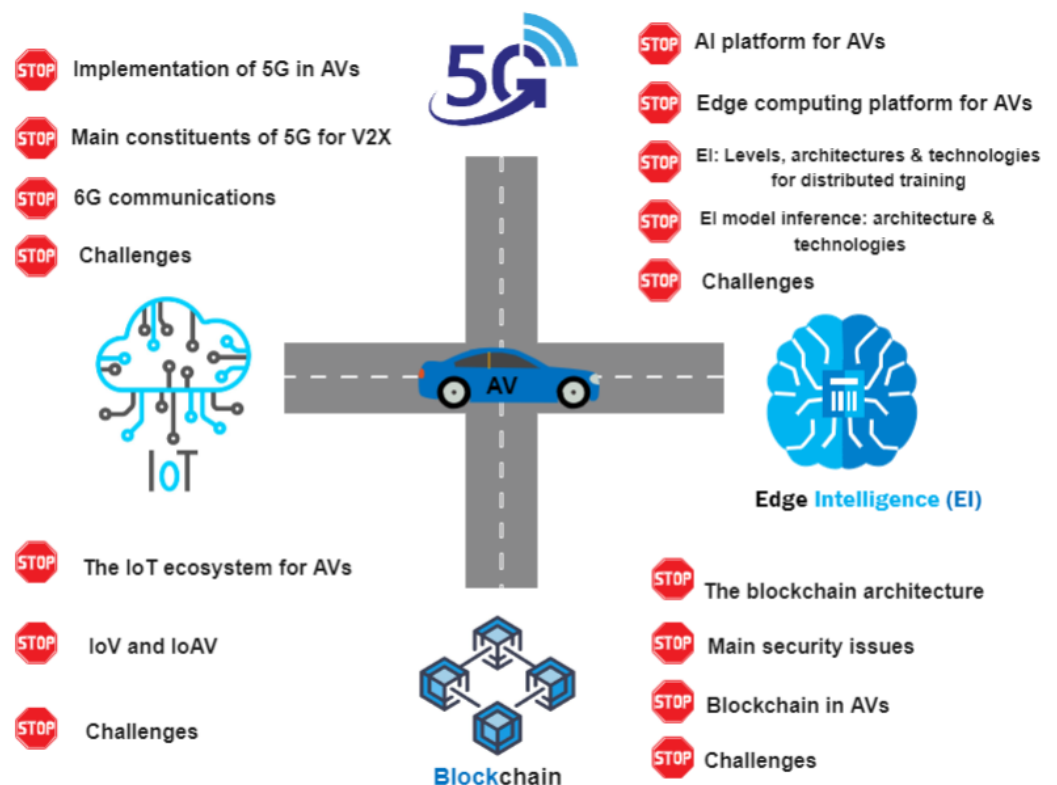 5G
STOP Implementation of 5G in AVs
STOP Main constituents of 5G for V2X
STOP 6G communications
STOP Challenges
STOP AI platform for AVs
STOP Edge computing platform for AVs
STOP EI: Levels, architectures & technologies
for distributed training
STOP EI model inference: architecture &
technologies
STOP Challenges
IoT
AV
Edge Intelligence (EI)
STOP The IoT ecosystem for AVs
STOP IoV and IoAV
STOP Challenges
STOP The blockchain architecture
STOP Main security issues
STOP Blockchain in AVs
STOP Challenges
Blockchain